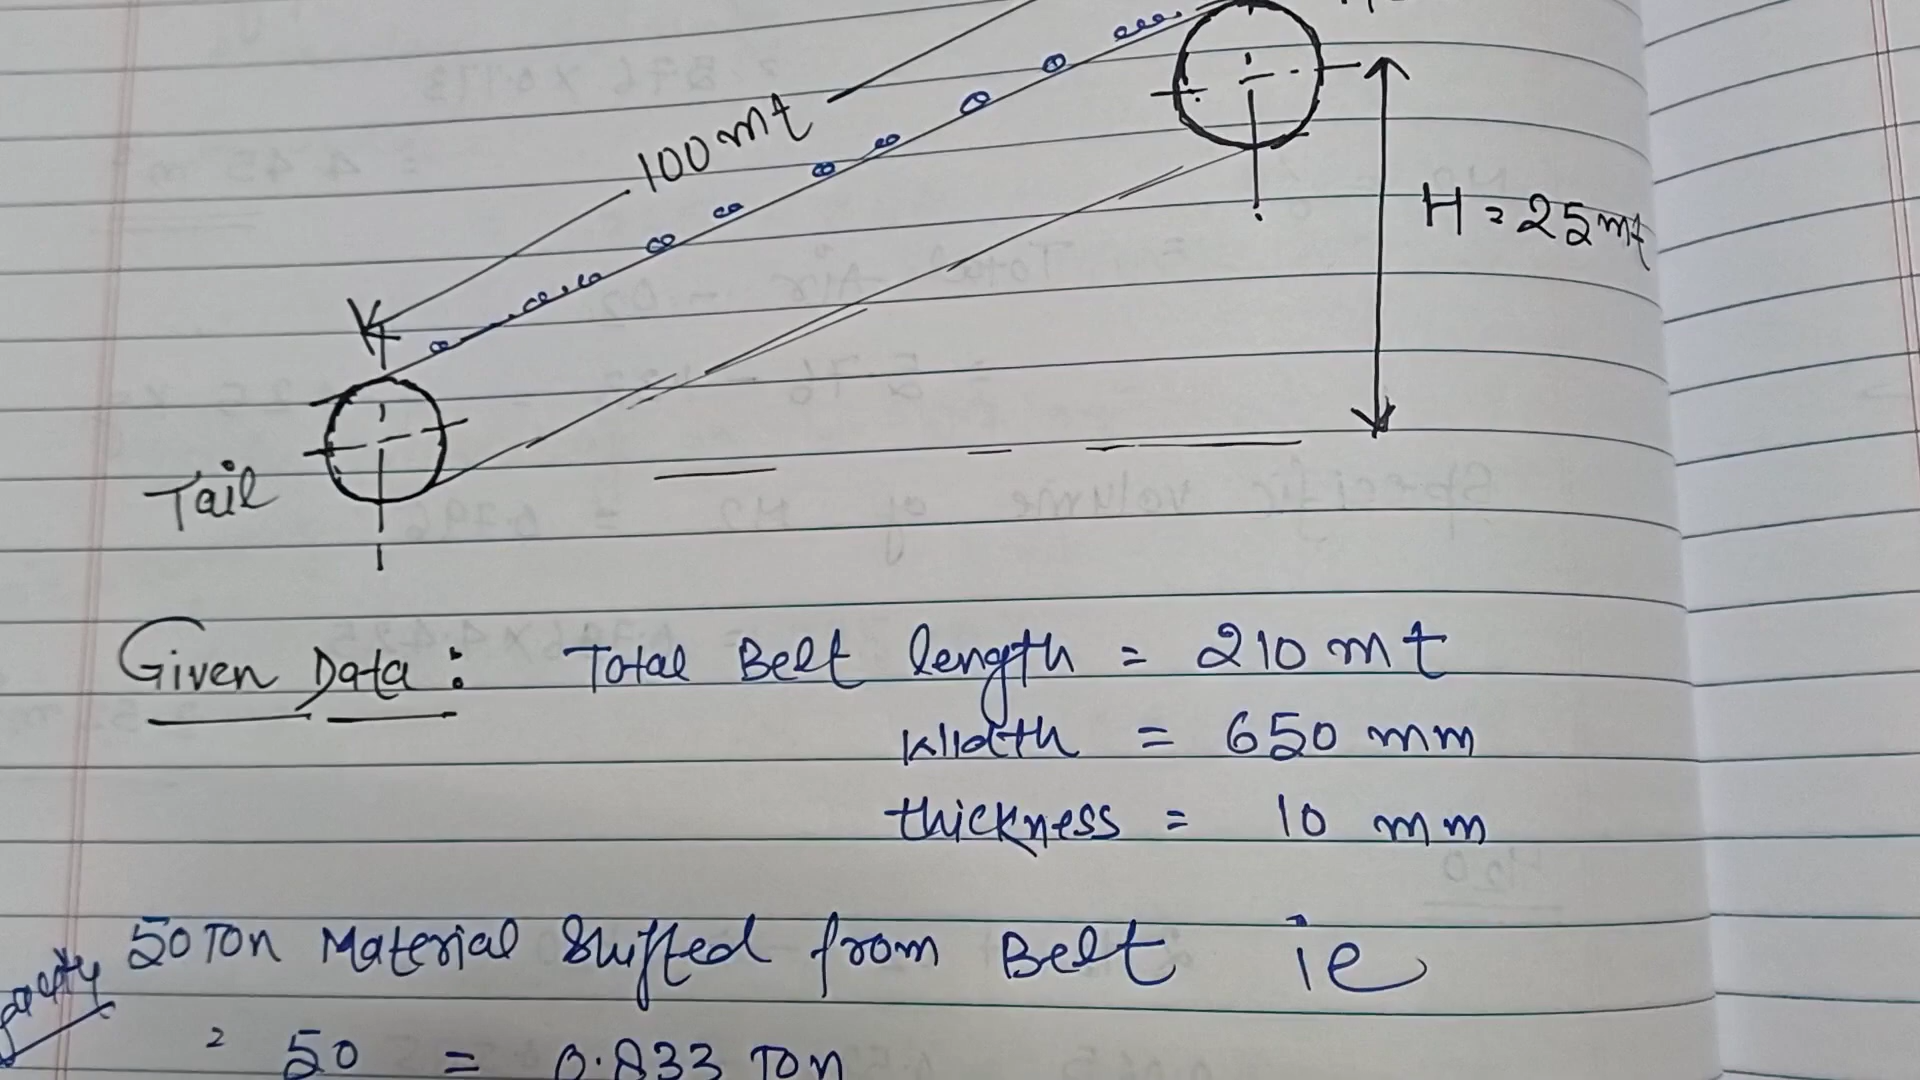 100 mt
H = 25 mt
Tail
Given Data : Total Belt length = 210 mt
Width = 650 mm
thickness = 10 mm
50 Ton Material Shifted from Belt ie
= 50 = 0.833 Ton